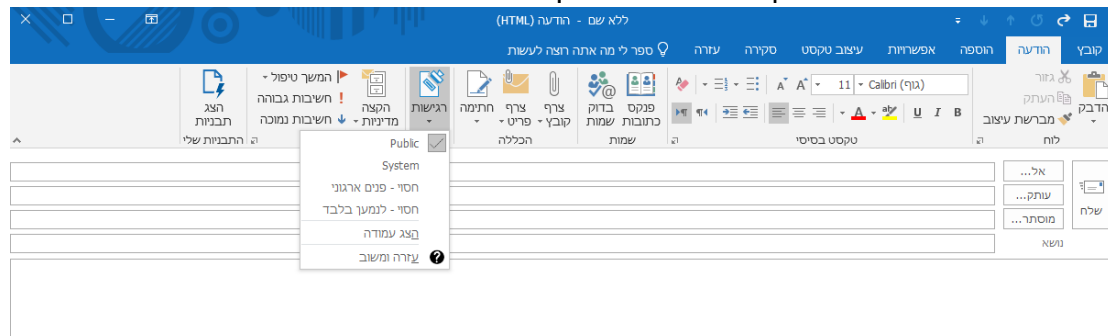 ללא שם - הודעה (HTML)
קובץ הודעה הוספה אפשרויות עיצוב טקסט סקירה עזרה ספר לי מה אתה רוצה לעשות
גזור
העתק
מברשת עיצוב
הדבק
לוח
Calibri (גוף) 11
B I U
טקסט בסיסי
פנקס כתובות
בדוק שמות
שמות
צרף קובץ
צרף פריט
חתימה
הכללה
רגישות
הקצה מדיניות
המשך טיפול
חשיבות גבוהה
חשיבות נמוכה
הצג תבניות
התבניות שלי
Public
System
חסוי - פנים ארגוני
חסוי - לנמען בלבד
הצג עמודה
עזרה ומשוב
שלח
אל...
עותק...
מוסתר...
נושא